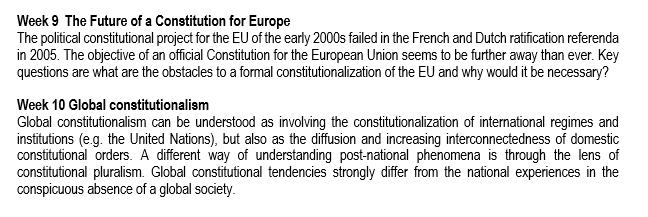 Week 9 The Future of a Constitution for Europe
The political constitutional project for the EU of the early 2000s failed in the French and Dutch ratification referenda
in 2005. The objective of an official Constitution for the European Union seems to be further away than ever. Key
questions are what are the obstacles to a formal constitutionalization of the EU and why would it be necessary?
Week 10 Global constitutionalism
Global constitutionalism can be understood as involving the constitutionalization of international regimes and
institutions (e.g. the United Nations), but also as the diffusion and increasing interconnectedness of domestic
constitutional orders. A different way of understanding post-national phenomena is through the lens of
constitutional pluralism. Global constitutional tendencies strongly differ from the national experiences in the
conspicuous absence of a global society.